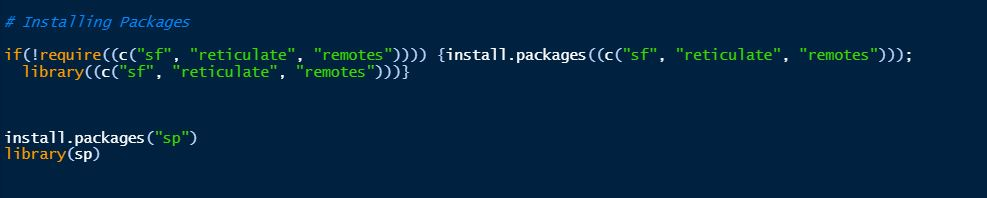 # Installing Packages
if(!require((c("sf", "reticulate", "remotes")))) {install.packages((c("sf", "reticulate", "remotes")));
library((c("sf", "reticulate", "remotes")))}
install.packages("sp")
library(sp)